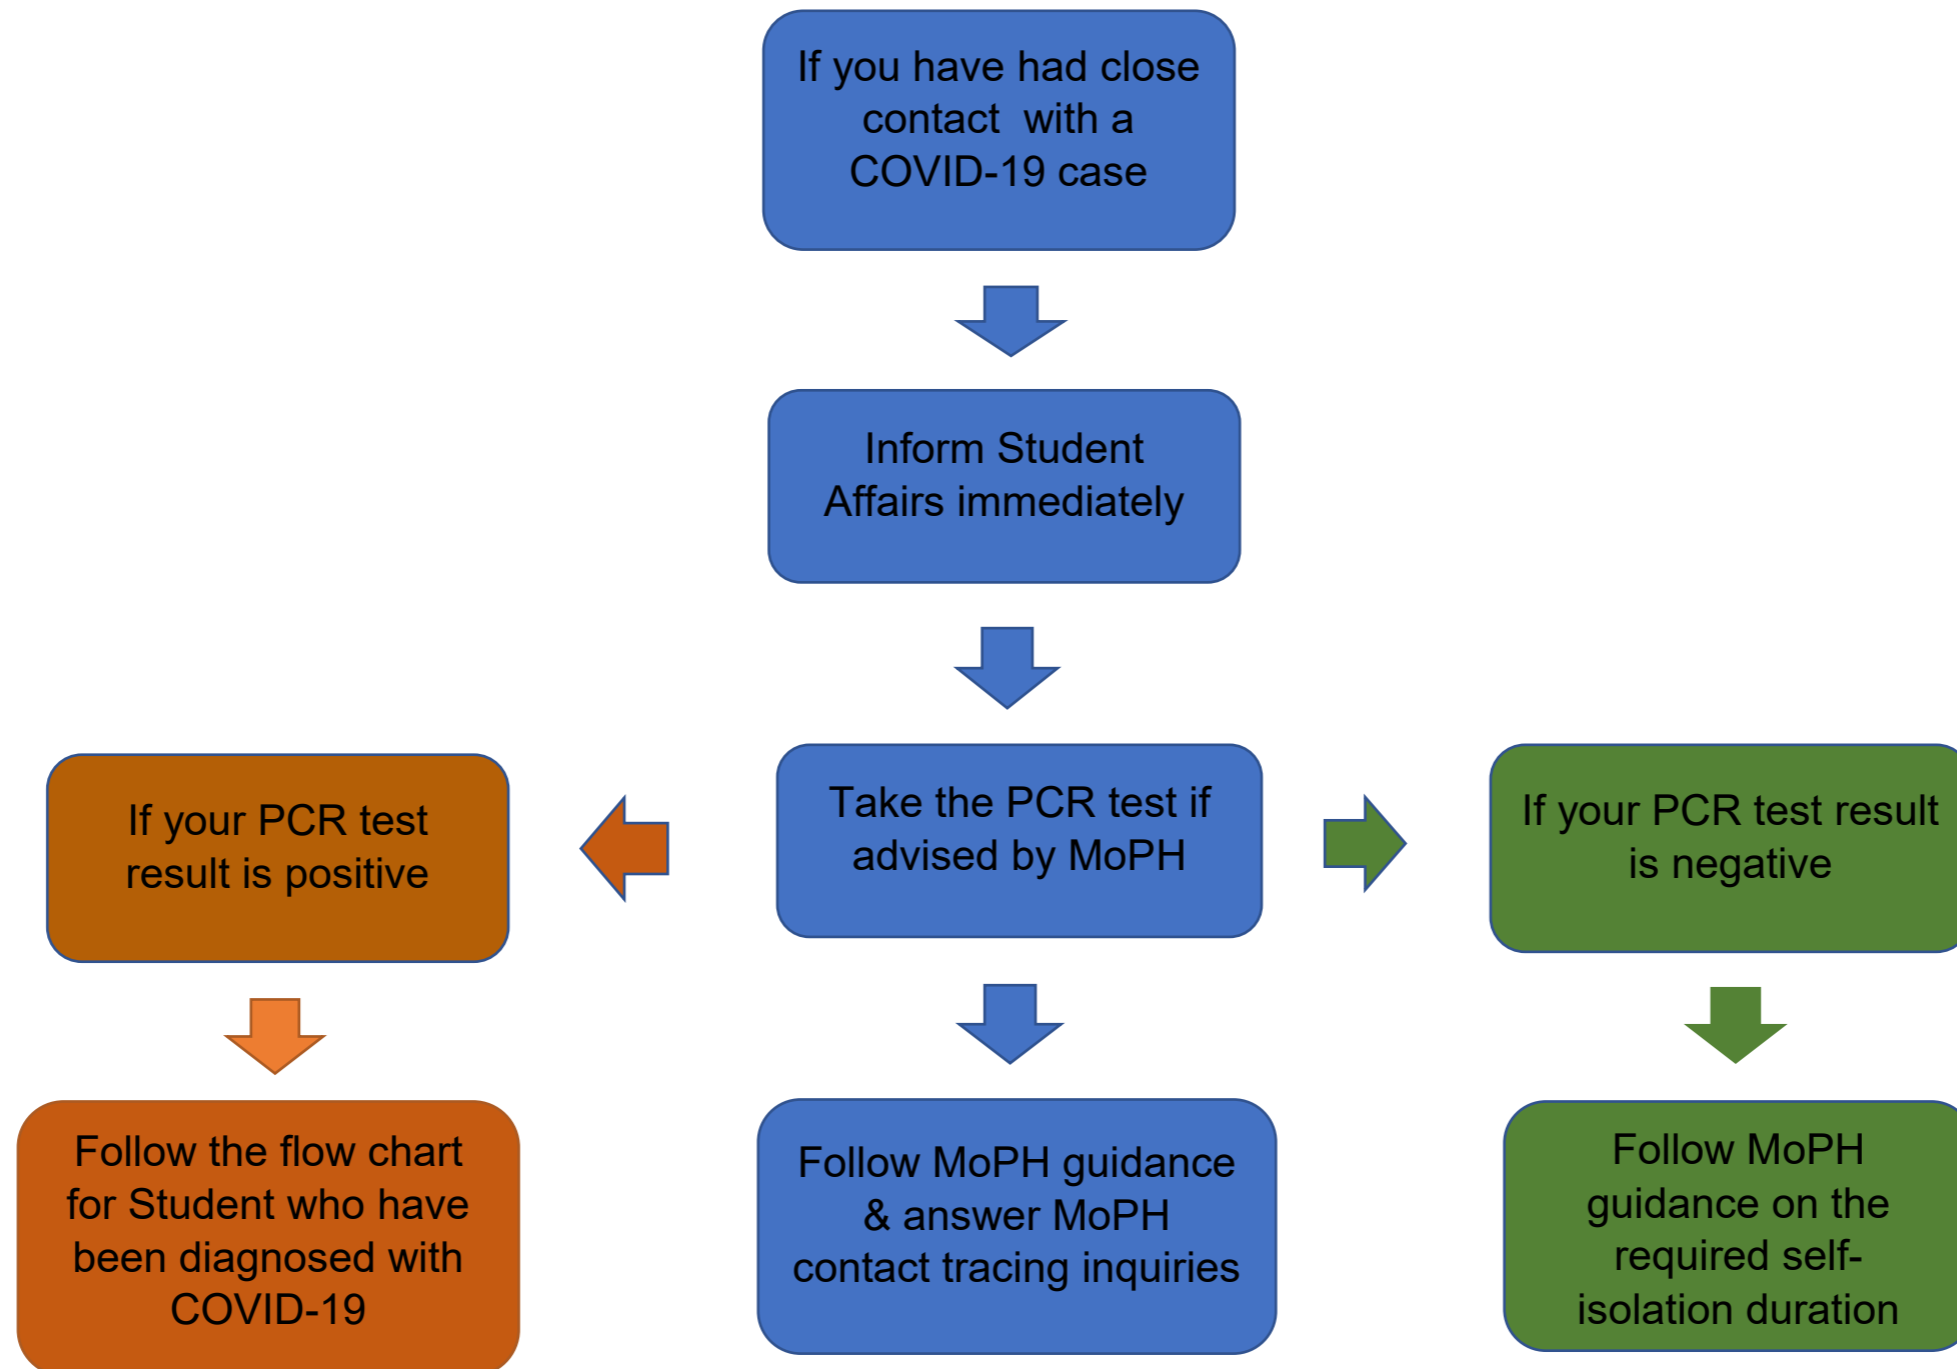 If you have had close
contact with a
COVID-19 case
Inform Student
Affairs immediately
If your PCR test
result is positive
Take the PCR test if
advised by MoPH
If your PCR test result
is negative
Follow the flow chart
for Student who have
been diagnosed with
COVID-19
Follow MoPH guidance
& answer MoPH
contact tracing inquiries
Follow MoPH
guidance on the
required self-
isolation duration